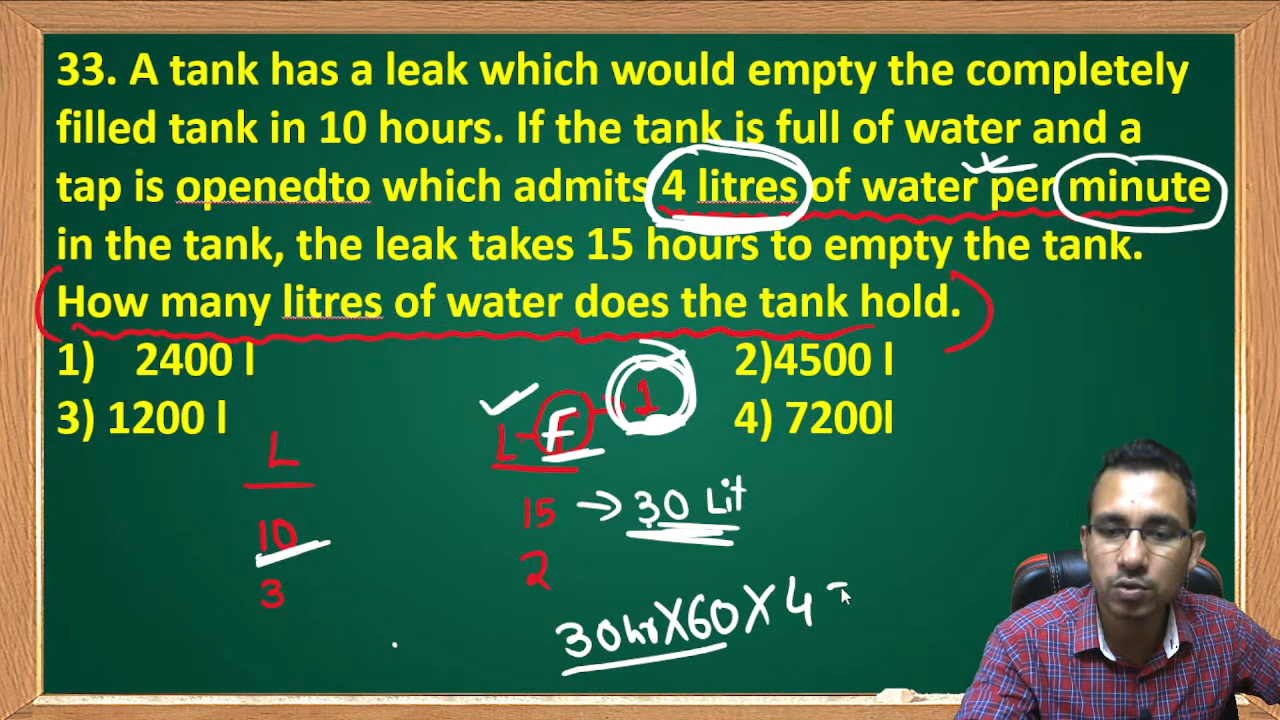 33. A tank has a leak which would empty the completely
filled tank in 10 hours. If the tank is full of water and a
tap is openedto which admits 4 litres of water per minute
in the tank, the leak takes 15 hours to empty the tank.
How many litres of water does the tank hold.
1) 2400 l 2)4500 l
3) 1200 l 4) 7200l
L - F → 1
L
15 → 30 Lit
10
2
3
30hr X 60 X 4 =